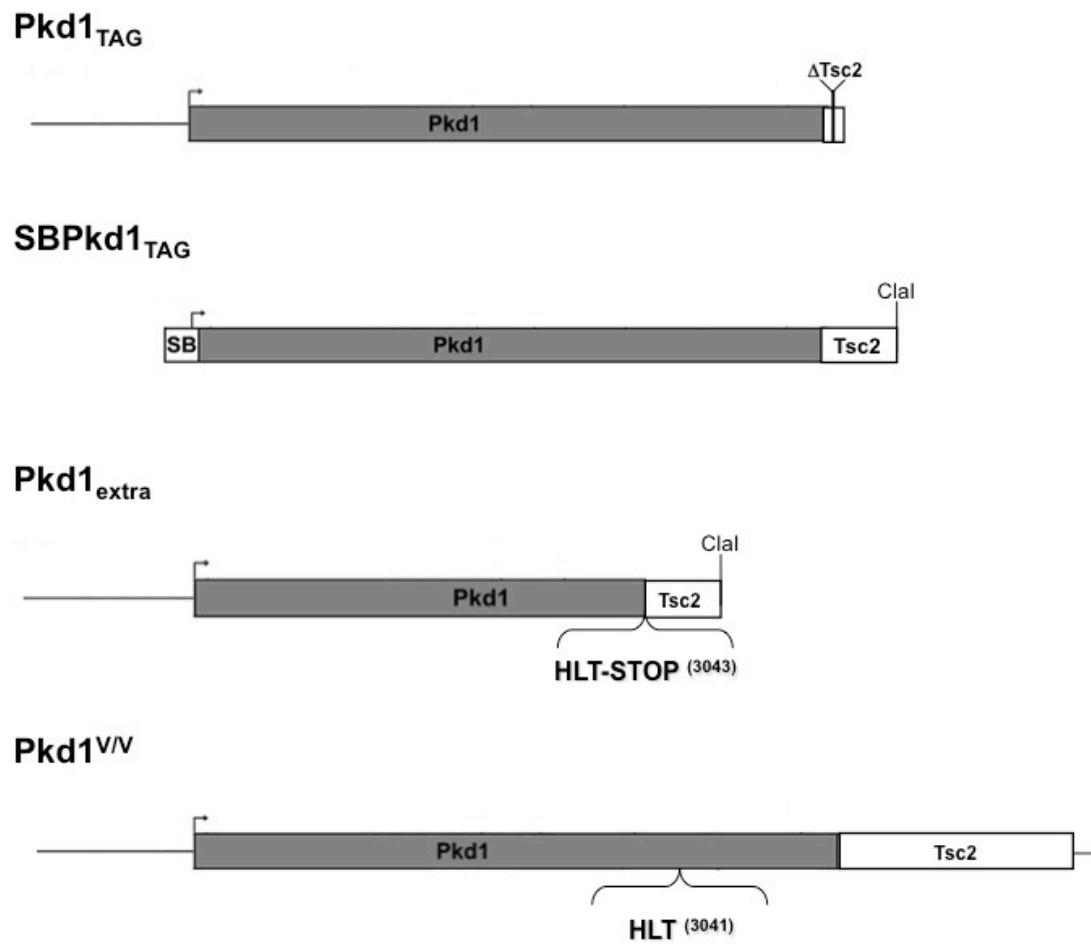 Pkd1TAG
ΔTsc2
Pkd1
SBPkd1TAG
ClaI
SB Pkd1 Tsc2
Pkd1extra
ClaI
Pkd1 Tsc2
HLT-STOP (3043)
Pkd1V/V
Pkd1 Tsc2
HLT (3041)